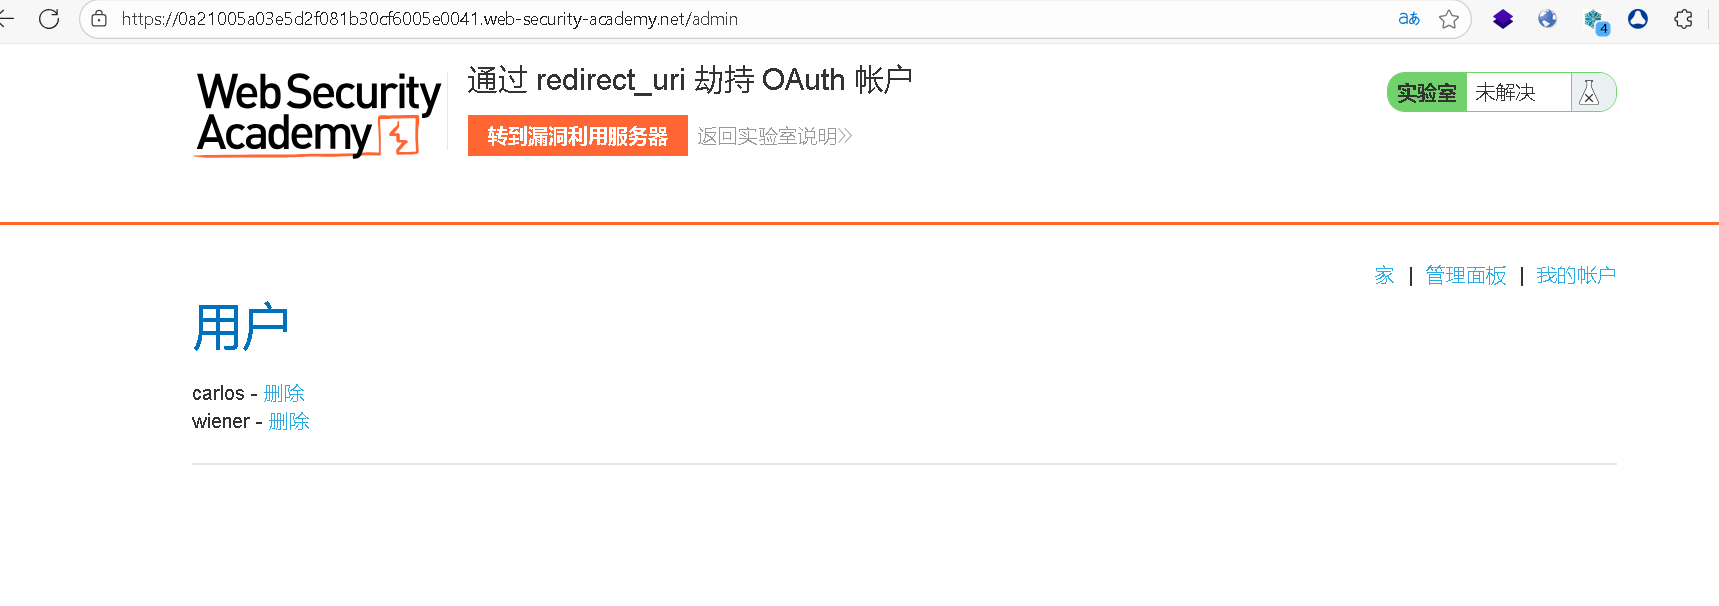 https://0a21005a03e5d2f081b30cf6005e0041.web-security-academy.net/admin
aあ
4
Web Security
Academy
通过 redirect_uri 劫持 OAuth 帐户
转到漏洞利用服务器
返回实验室说明
实验室
未解决
家 | 管理面板 | 我的帐户
用户
carlos - 删除
wiener - 删除